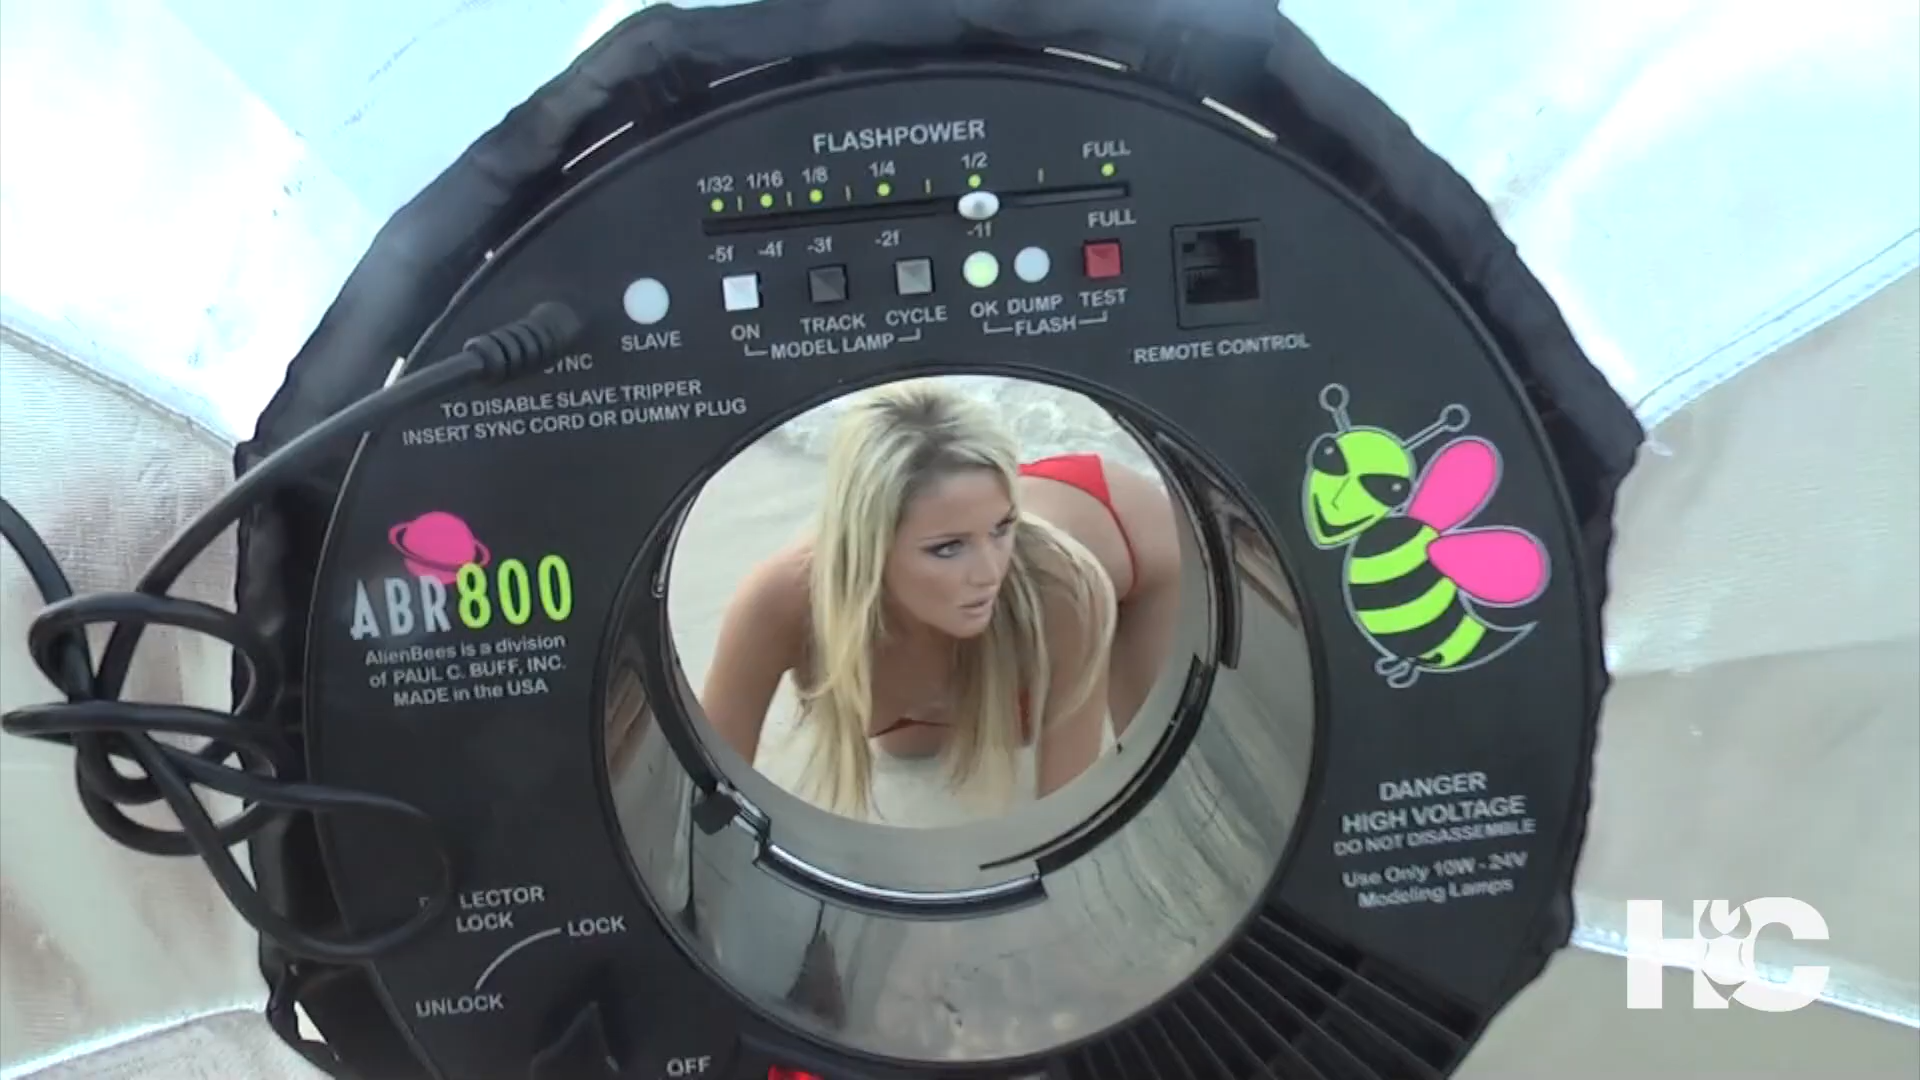 FLASHPOWER
1/32 1/16 1/8 1/4 1/2 FULL
-5f -4f -3f -2f -1f FULL
SLAVE
ON TRACK CYCLE
MODEL LAMP
OK DUMP TEST
FLASH
REMOTE CONTROL
TO DISABLE SLAVE TRIPPER
INSERT SYNC CORD OR DUMMY PLUG
ABR800
AlienBees is a division
of PAUL C. BUFF, INC.
MADE in the USA
DANGER
HIGH VOLTAGE
DO NOT DISASSEMBLE
Use Only 10W - 24V
Modeling Lamps
LOCK
LOCK
UNLOCK
OFF
HC